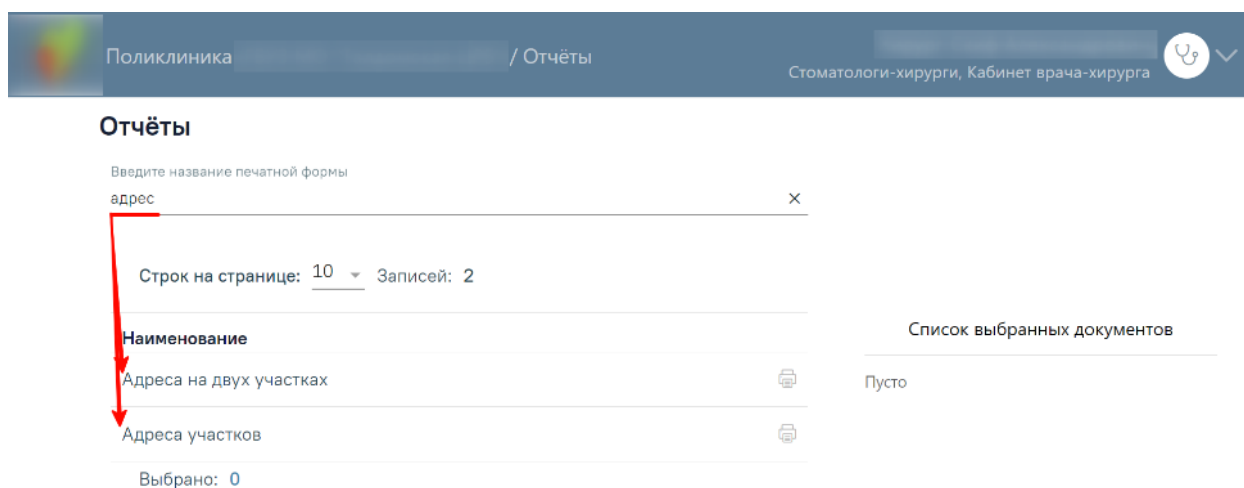 Поликлиника / Отчёты
Стоматологи-хирурги, Кабинет врача-хирурга
Отчёты
Введите название печатной формы
адрес
Строк на странице: 10 Записей: 2
Наименование
Адреса на двух участках
Адреса участков
Выбрано: 0
Список выбранных документов
Пусто